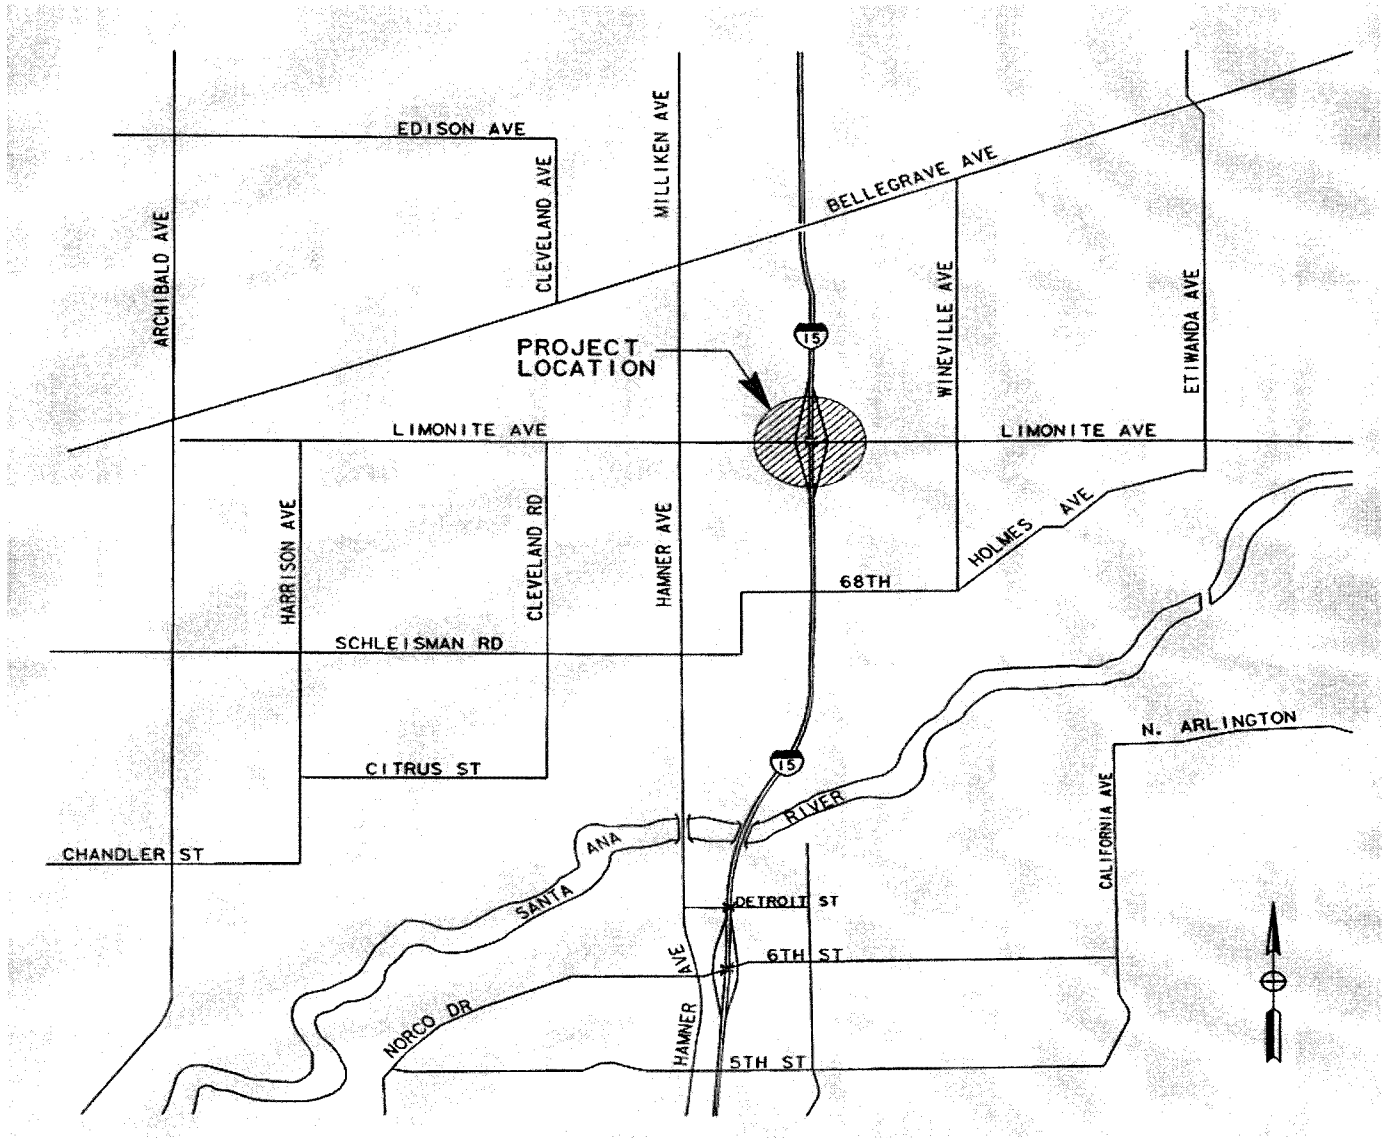 EDISON AVE
CLEVELAND AVE
MILLIKEN AVE
BELLEGRAVE AVE
ARCHIBALD AVE
WINEVILLE AVE
ETIWANDA AVE
15
PROJECT
LOCATION
LIMONITE AVE
LIMONITE AVE
HARRISON AVE
CLEVELAND RD
HAMNER AVE
HOLMES AVE
68TH
SCHLEISMAN RD
N. ARLINGTON
CITRUS ST
15
RIVER
CALIFORNIA AVE
ANA
CHANDLER ST
SANTA
DETROIT ST
6TH ST
HAMNER AVE
NORCO DR
5TH ST